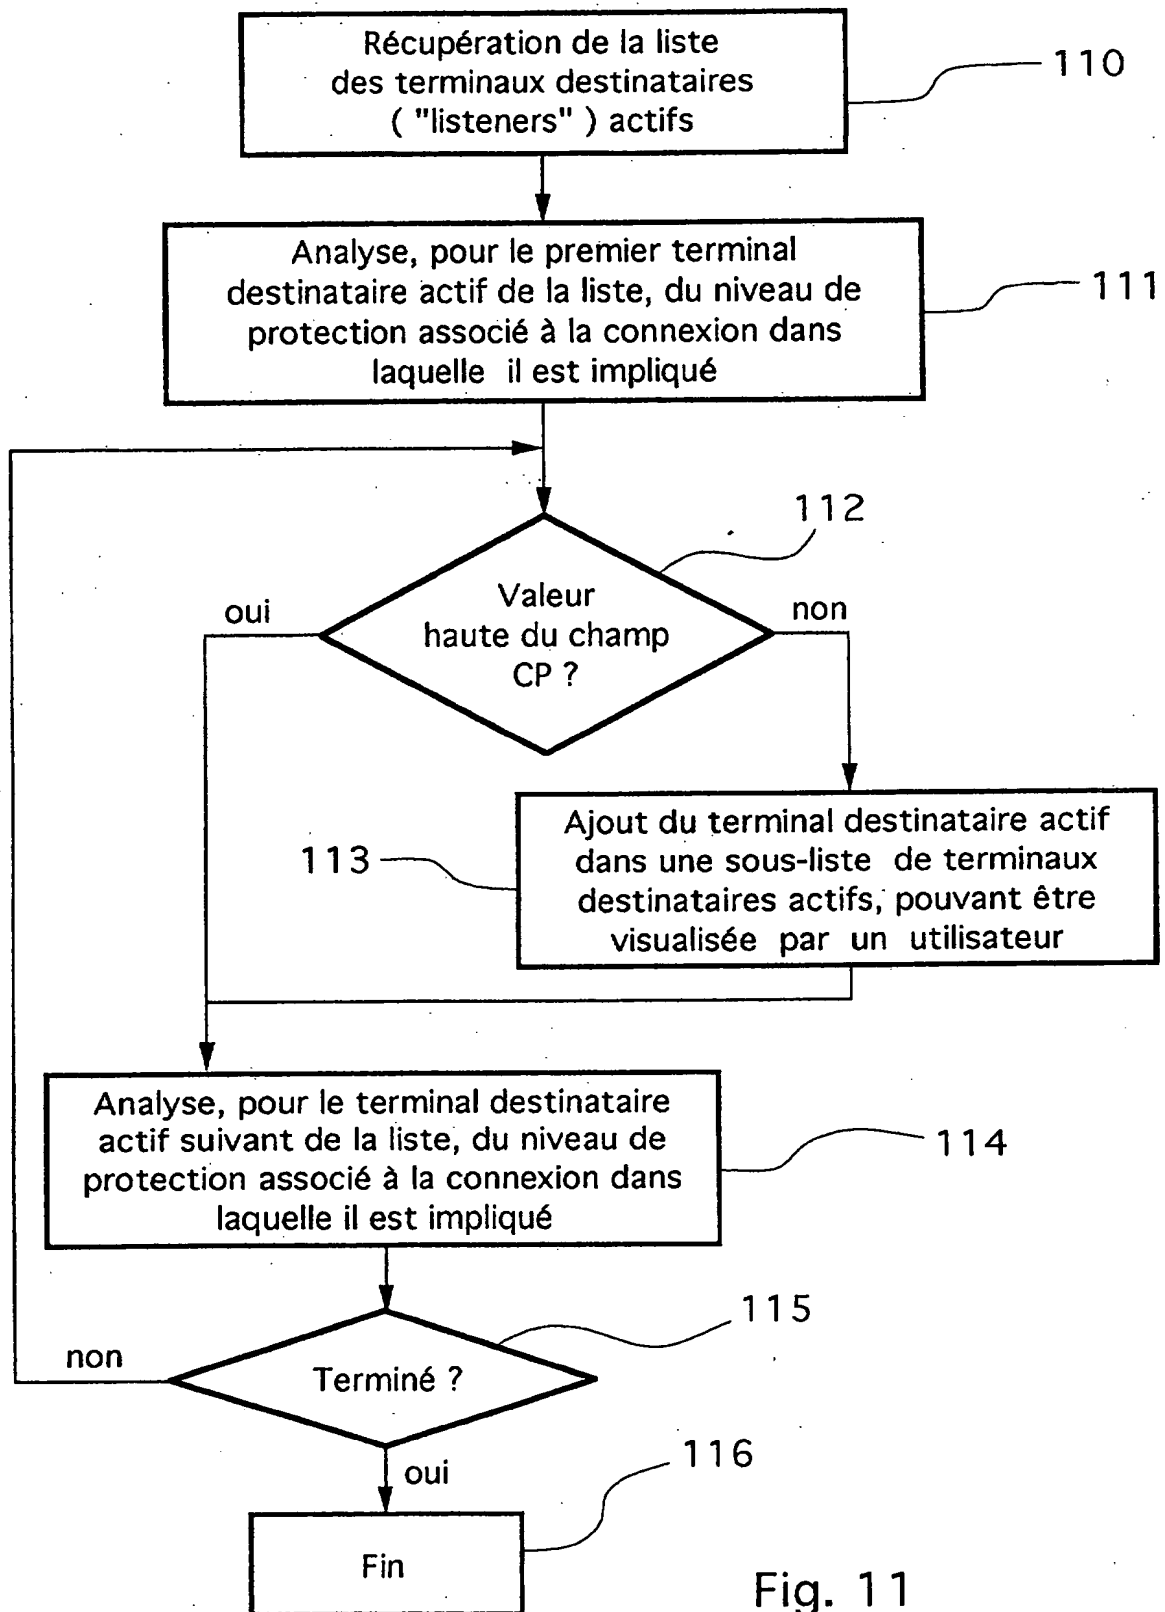 Récupération de la liste
des terminaux destinataires
( "listeners" ) actifs
110
Analyse, pour le premier terminal
destinataire actif de la liste, du niveau de
protection associé à la connexion dans
laquelle il est impliqué
111
112
Valeur
haute du champ
CP ?
oui
non
Ajout du terminal destinataire actif
dans une sous-liste de terminaux
destinataires actifs, pouvant être
visualisée par un utilisateur
113
Analyse, pour le terminal destinataire
actif suivant de la liste, du niveau de
protection associé à la connexion dans
laquelle il est impliqué
114
115
Terminé ?
non
oui
116
Fin
Fig. 11